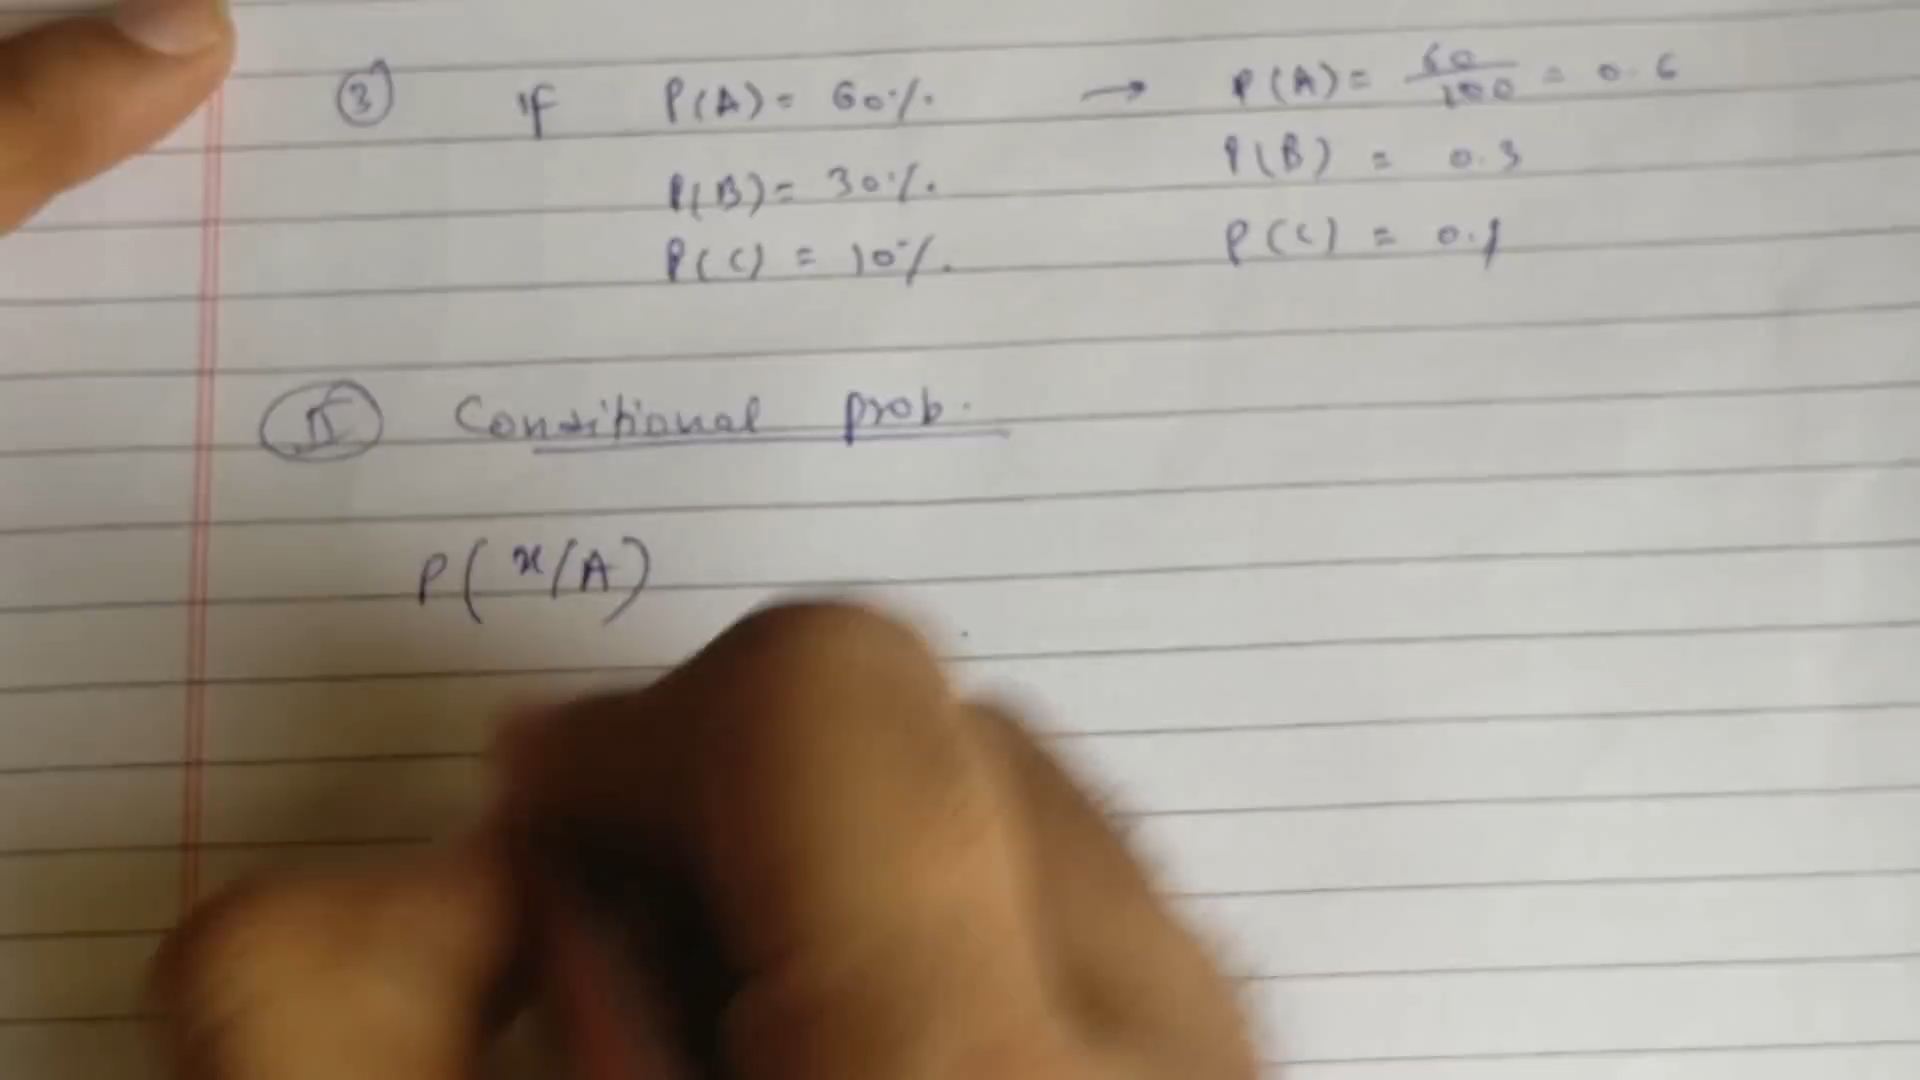 ③ If P(A) = 60% → P(A) = 60/100 = 0.6
P(B) = 30% P(B) = 0.3
P(C) = 10% P(C) = 0.1
II Conditional prob.
P(x/A)